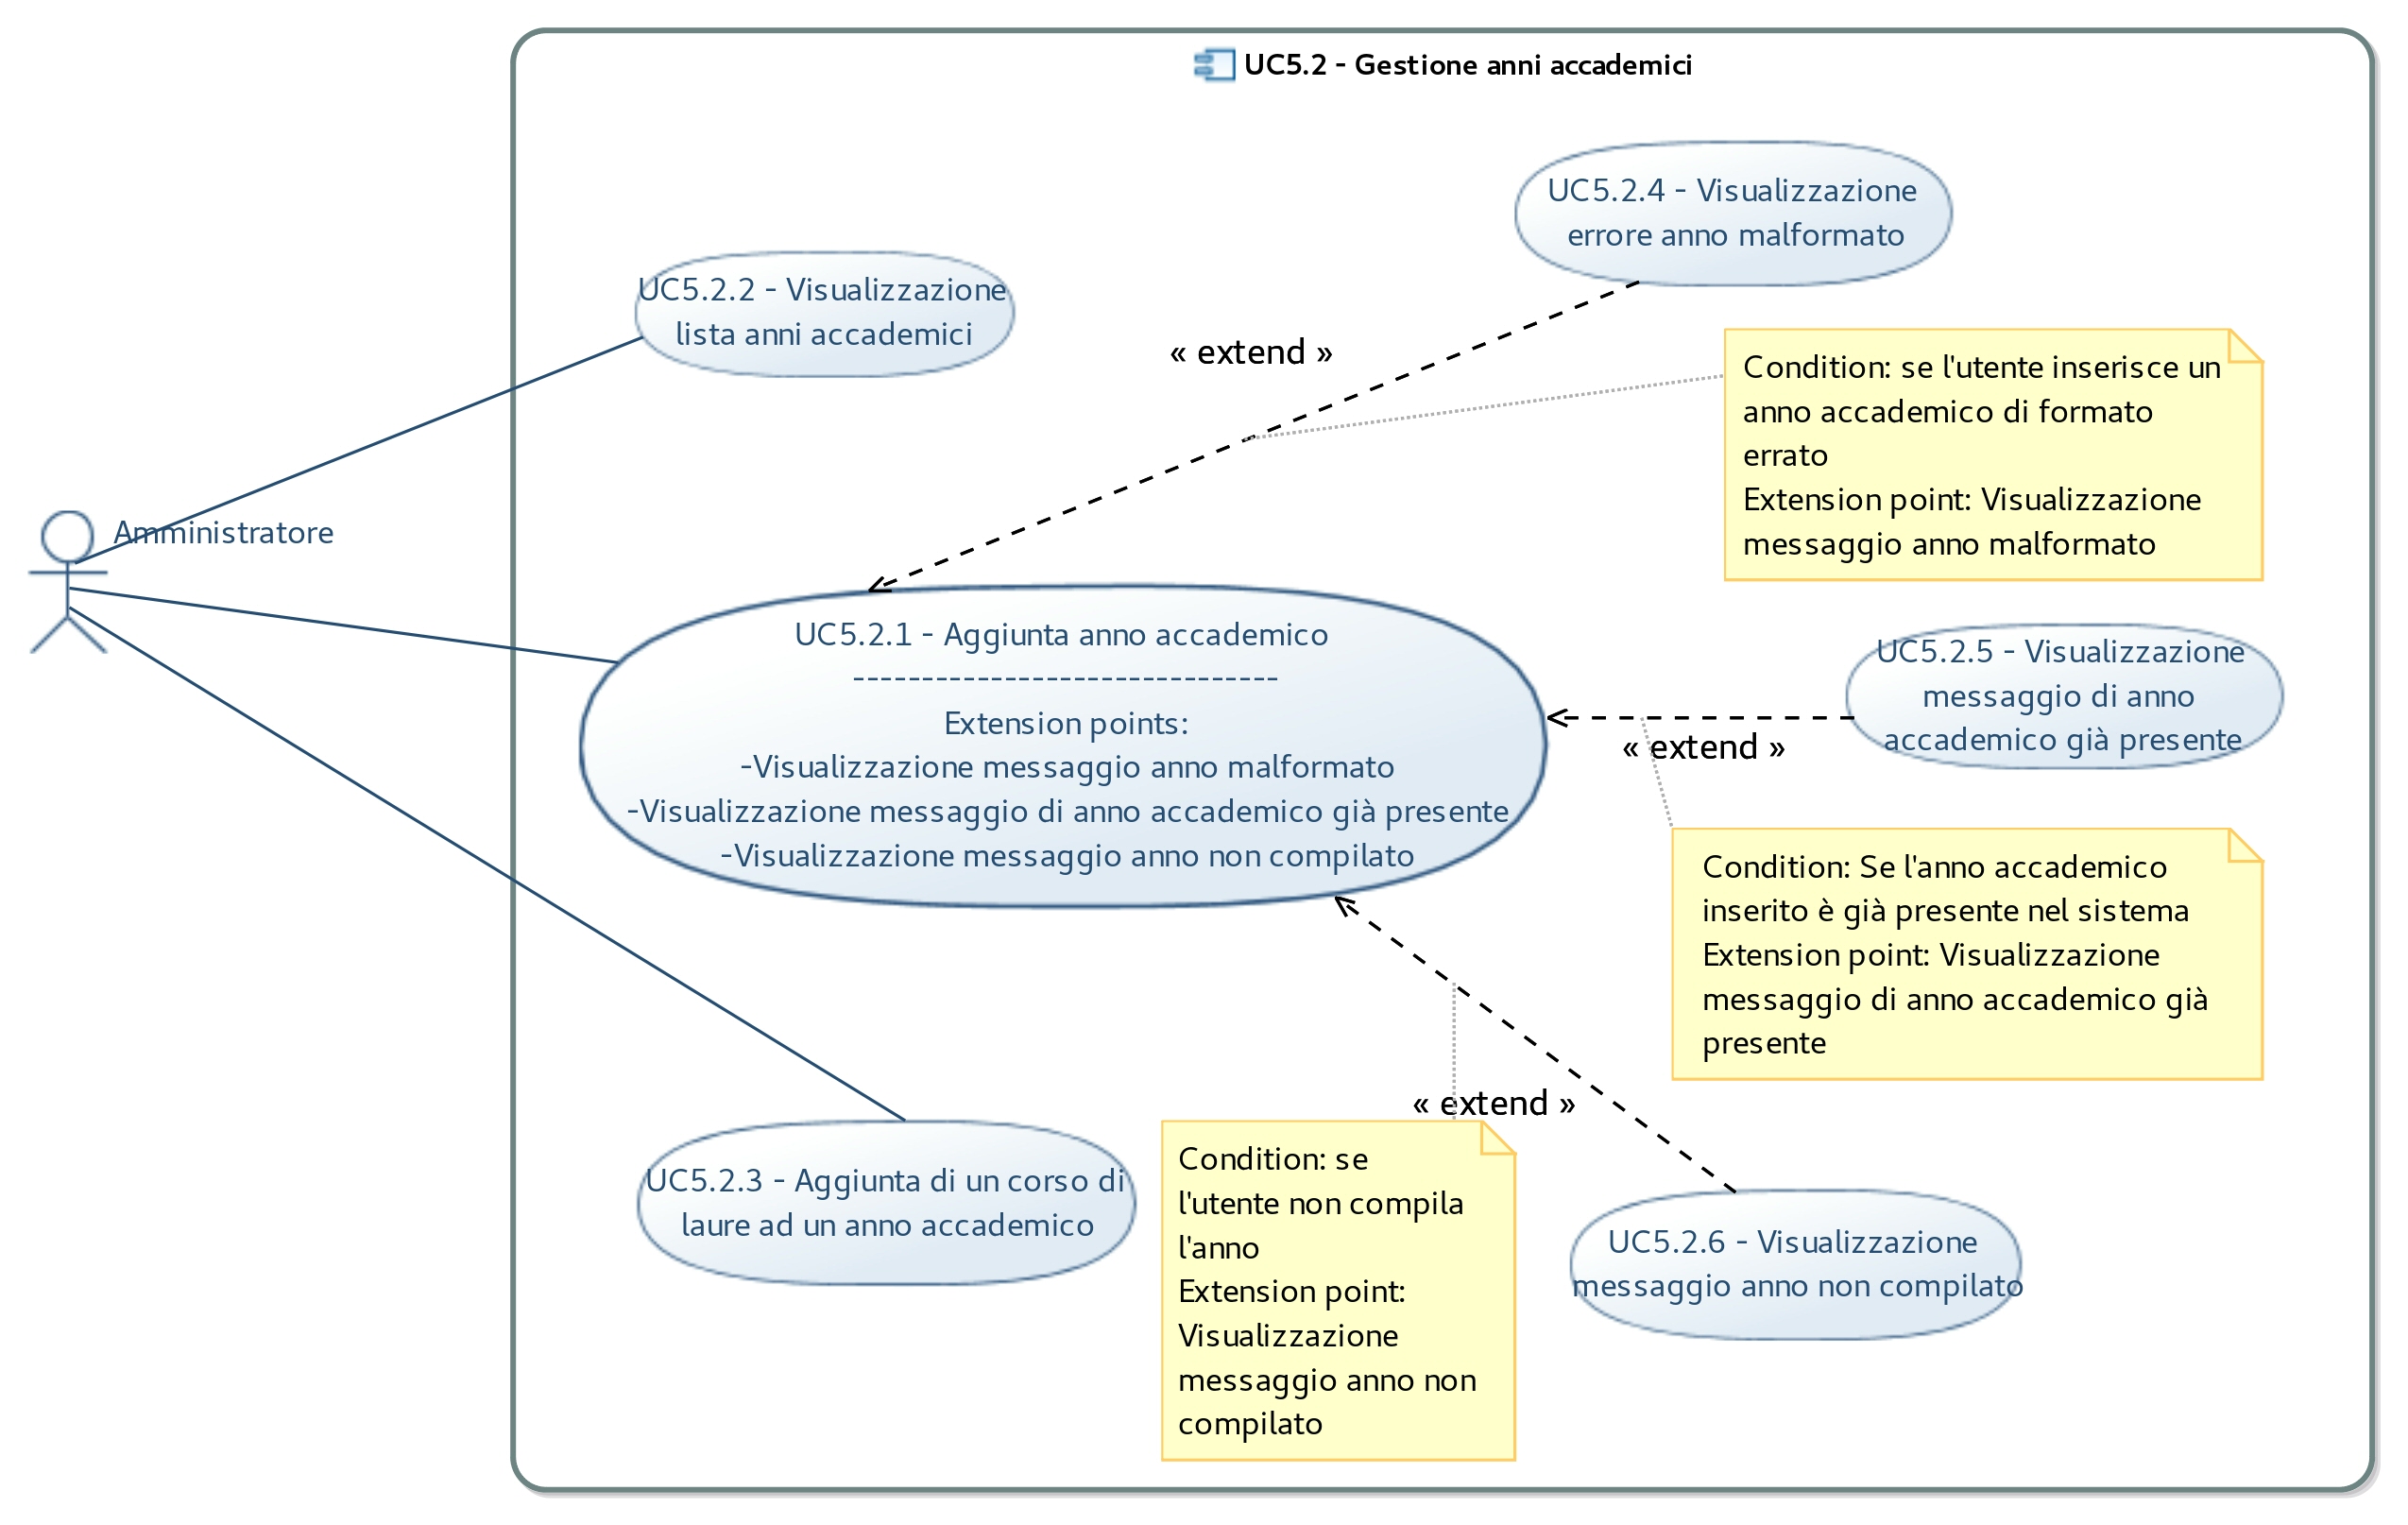 UC5.2 - Gestione anni accademici
UC5.2.4 - Visualizzazione
errore anno malformato
UC5.2.2 - Visualizzazione
lista anni accademici
« extend »
Condition: se l'utente inserisce un
anno accademico di formato
errato
Extension point: Visualizzazione
messaggio anno malformato
Amministratore
UC5.2.1 - Aggiunta anno accademico
-------------------------------
Extension points:
-Visualizzazione messaggio anno malformato
-Visualizzazione messaggio di anno accademico già presente
-Visualizzazione messaggio anno non compilato
UC5.2.5 - Visualizzazione
messaggio di anno
accademico già presente
« extend »
Condition: Se l'anno accademico
inserito è già presente nel sistema
Extension point: Visualizzazione
messaggio di anno accademico già
presente
« extend »
UC5.2.3 - Aggiunta di un corso di
laure ad un anno accademico
Condition: se
l'utente non compila
l'anno
Extension point:
Visualizzazione
messaggio anno non
compilato
UC5.2.6 - Visualizzazione
messaggio anno non compilato